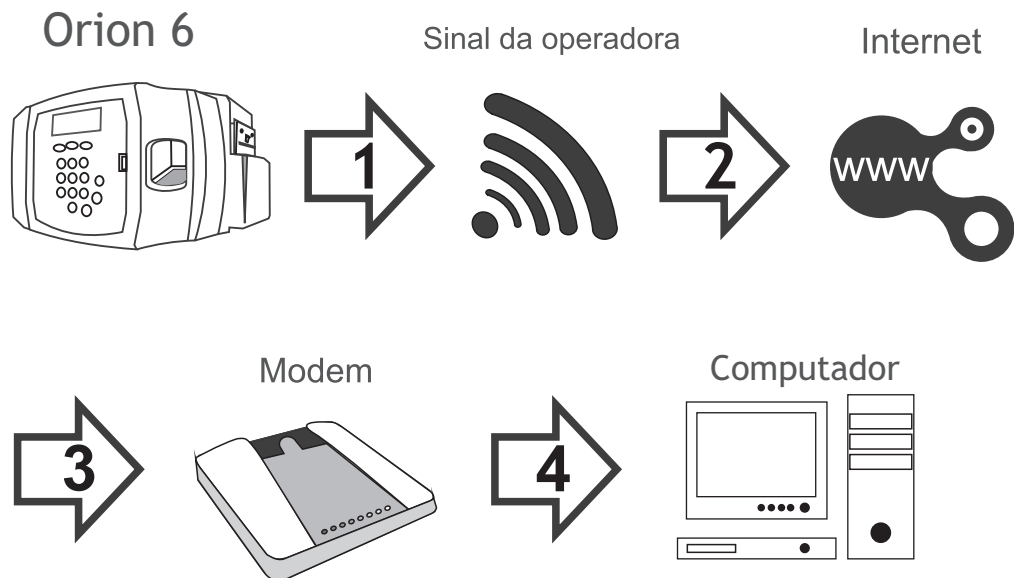 Orion 6
Sinal da operadora
Internet
1
2
www
Modem
Computador
3
4